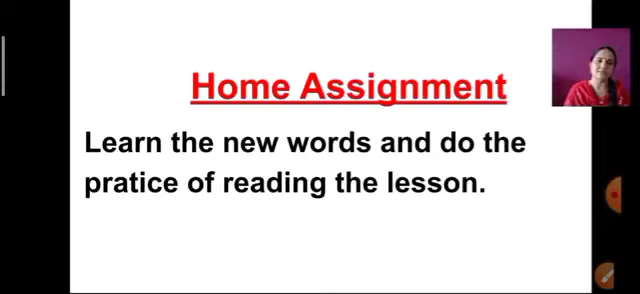 Home Assignment
Learn the new words and do the
pratice of reading the lesson.